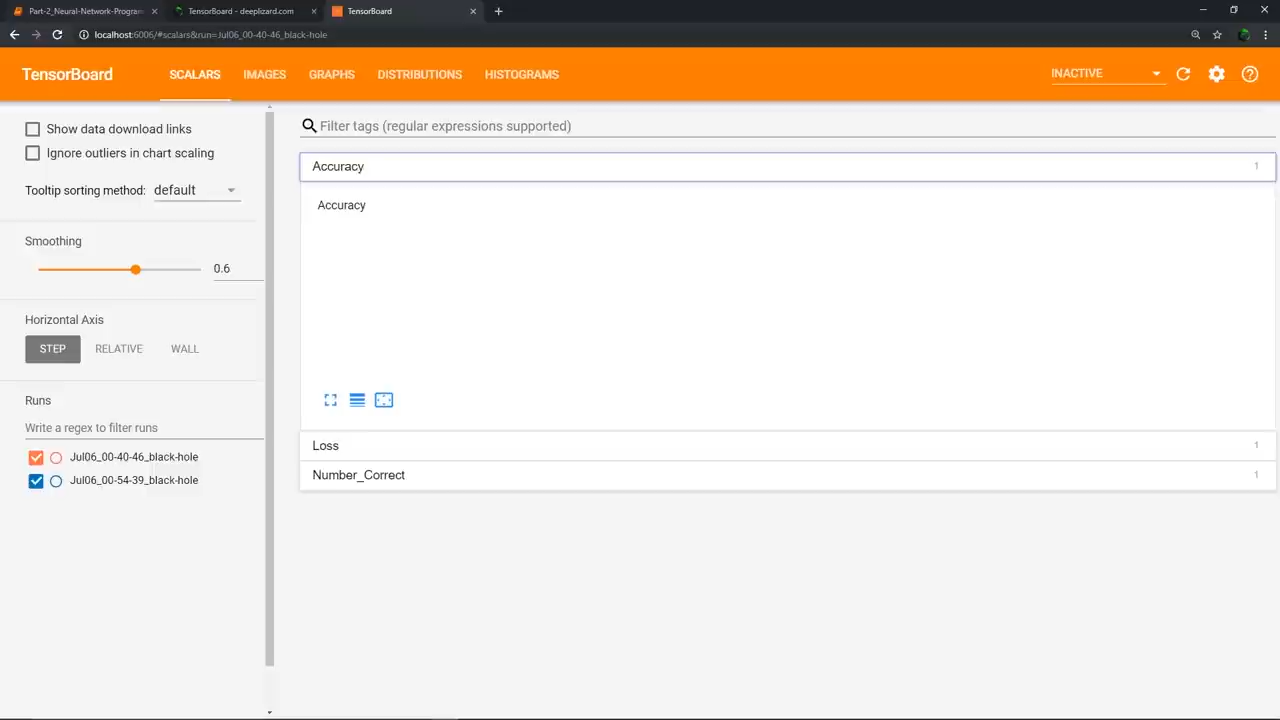 Part-2_Neural-Network-Program
TensorBoard - deeplizard.com
TensorBoard
localhost:6006/#scalars&run=Jul06_00-40-46_black-hole
TensorBoard
SCALARS
IMAGES
GRAPHS
DISTRIBUTIONS
HISTOGRAMS
INACTIVE
Show data download links
Ignore outliers in chart scaling
Tooltip sorting method: default
Smoothing
0.6
Horizontal Axis
STEP
RELATIVE
WALL
Runs
Write a regex to filter runs
Jul06_00-40-46_black-hole
Jul06_00-54-39_black-hole
Filter tags (regular expressions supported)
Accuracy
1
Accuracy
Loss
1
Number_Correct
1